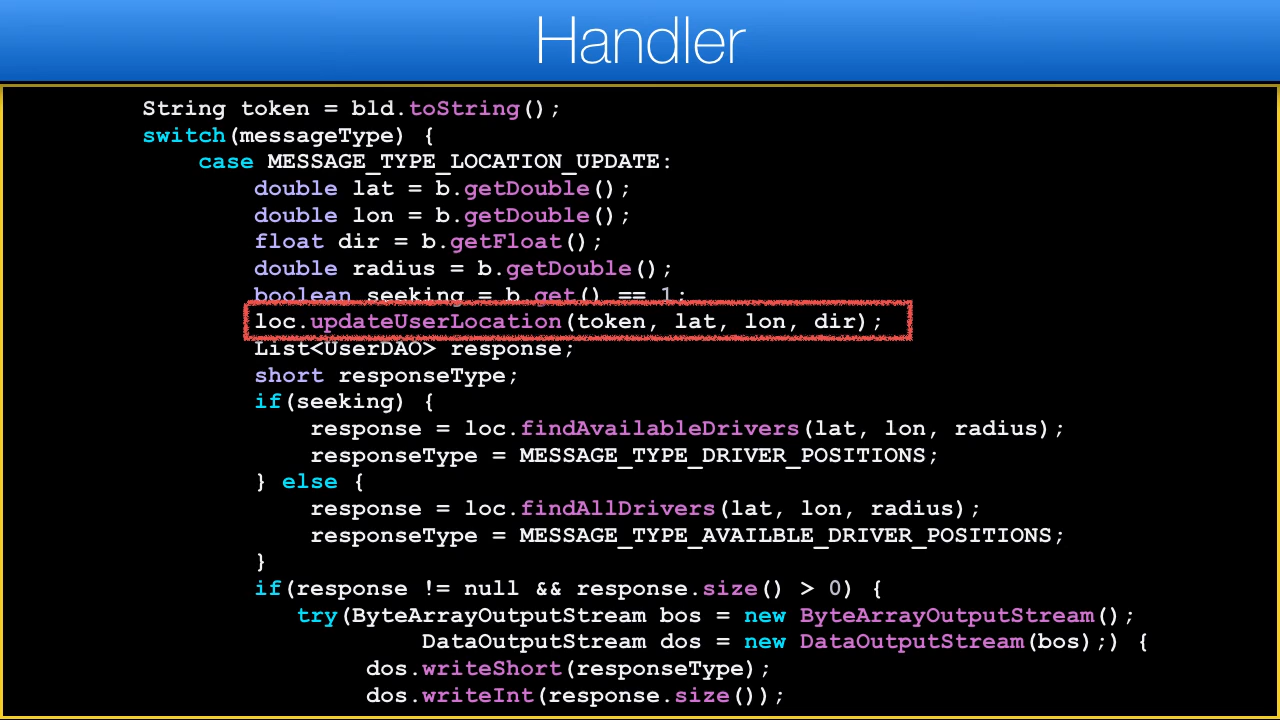 Handler
String token = bld.toString();
switch(messageType) {
case MESSAGE_TYPE_LOCATION_UPDATE:
double lat = b.getDouble();
double lon = b.getDouble();
float dir = b.getFloat();
double radius = b.getDouble();
boolean seeking = b.get() == 1;
loc.updateUserLocation(token, lat, lon, dir);
List<UserDAO> response;
short responseType;
if(seeking) {
response = loc.findAvailableDrivers(lat, lon, radius);
responseType = MESSAGE_TYPE_DRIVER_POSITIONS;
} else {
response = loc.findAllDrivers(lat, lon, radius);
responseType = MESSAGE_TYPE_AVAILBLE_DRIVER_POSITIONS;
}
if(response != null && response.size() > 0) {
try(ByteArrayOutputStream bos = new ByteArrayOutputStream();
DataOutputStream dos = new DataOutputStream(bos);) {
dos.writeShort(responseType);
dos.writeInt(response.size());